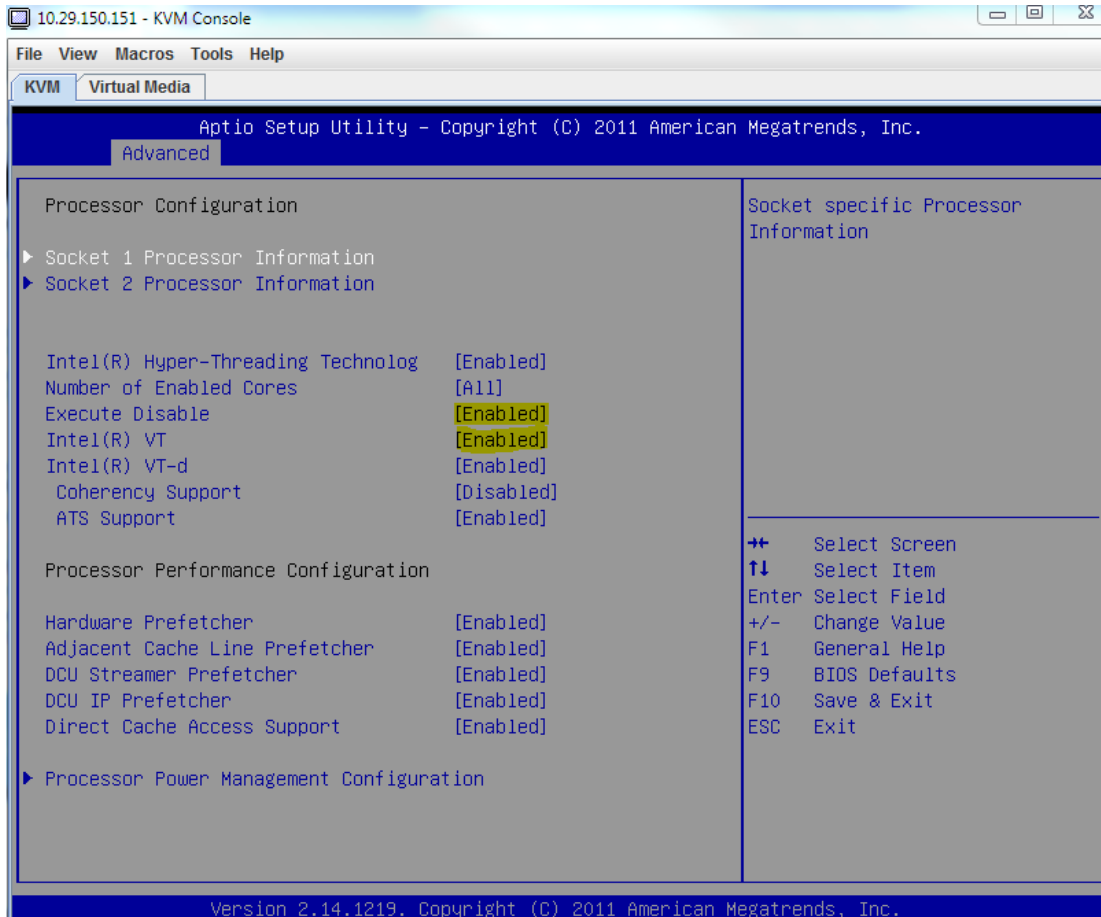 10.29.150.151 - KVM Console
File View Macros Tools Help
KVM Virtual Media
Aptio Setup Utility – Copyright (C) 2011 American Megatrends, Inc.
Advanced
Processor Configuration
Socket specific Processor
Information
Socket 1 Processor Information
Socket 2 Processor Information
Intel(R) Hyper-Threading Technolog [Enabled]
Number of Enabled Cores [All]
Execute Disable [Enabled]
Intel(R) VT [Enabled]
Intel(R) VT-d [Enabled]
Coherency Support [Disabled]
ATS Support [Enabled]
Processor Performance Configuration
Hardware Prefetcher [Enabled]
Adjacent Cache Line Prefetcher [Enabled]
DCU Streamer Prefetcher [Enabled]
DCU IP Prefetcher [Enabled]
Direct Cache Access Support [Enabled]
Processor Power Management Configuration
→← Select Screen
↑↓ Select Item
Enter Select Field
+/- Change Value
F1 General Help
F9 BIOS Defaults
F10 Save & Exit
ESC Exit
Version 2.14.1219. Copyright (C) 2011 American Megatrends, Inc.